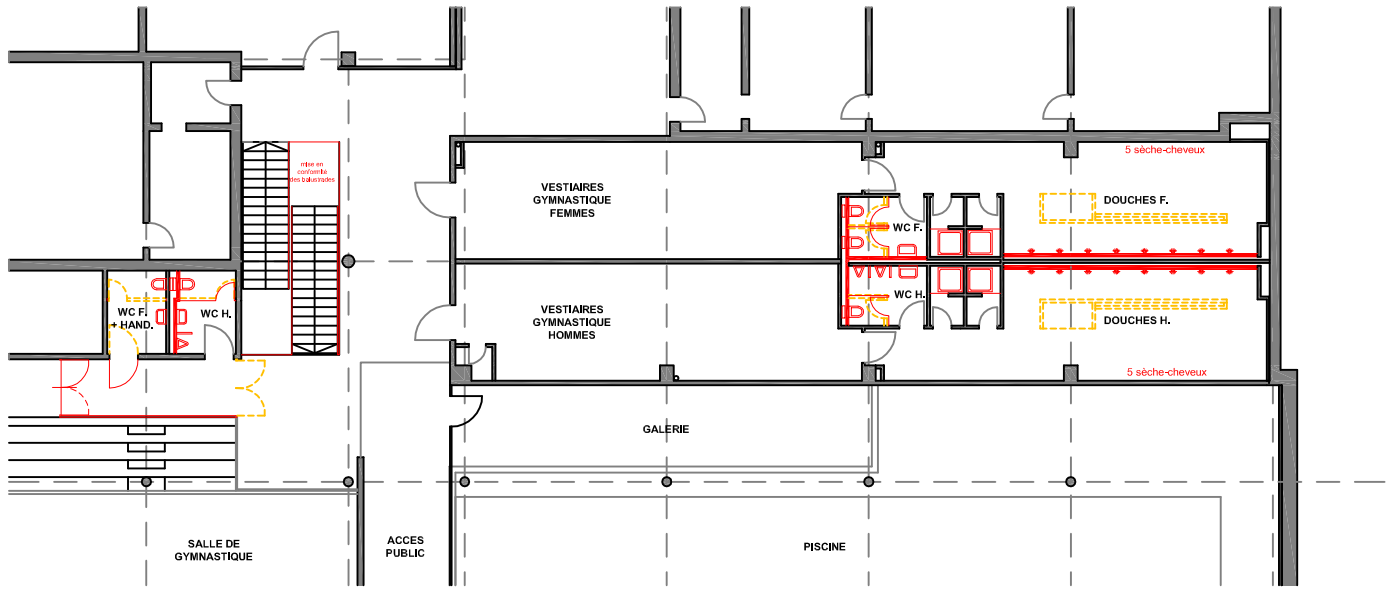 5 sèche-cheveux
mise en
conformité
des balustrades
VESTIAIRES
GYMNASTIQUE
FEMMES
DOUCHES F.
WC F.
WC H.
WC F.
+ HAND.
WC H.
VESTIAIRES
GYMNASTIQUE
HOMMES
DOUCHES H.
5 sèche-cheveux
GALERIE
SALLE DE
GYMNASTIQUE
ACCES
PUBLIC
PISCINE